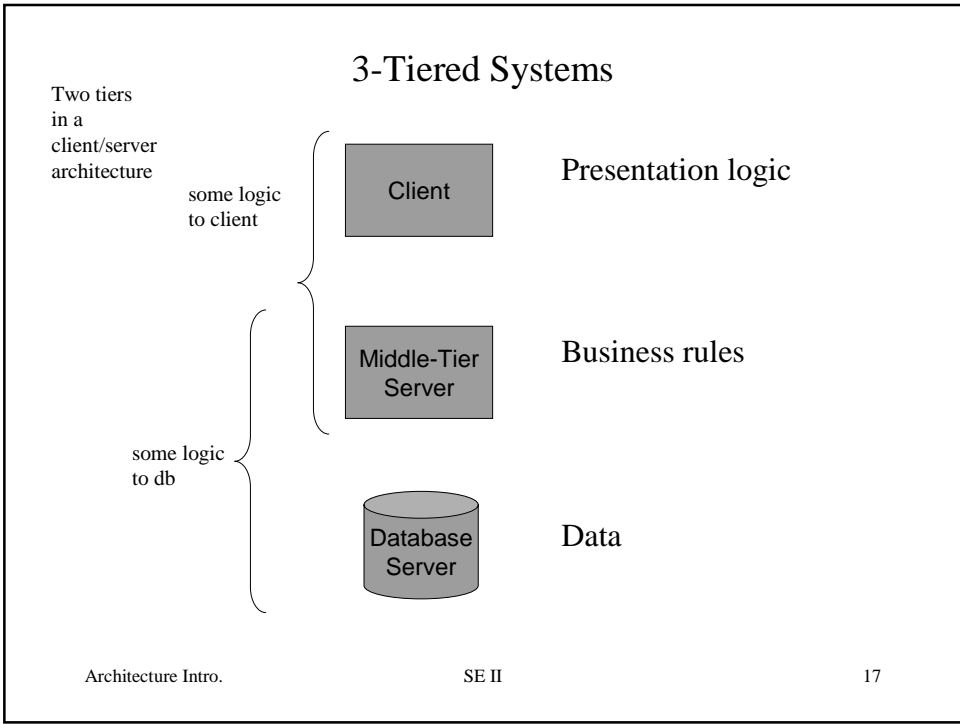 3-Tiered Systems
Two tiers
in a
client/server
architecture
some logic
to client
Client
Presentation logic
Middle-Tier
Server
Business rules
some logic
to db
Database
Server
Data
Architecture Intro.
SE II
17